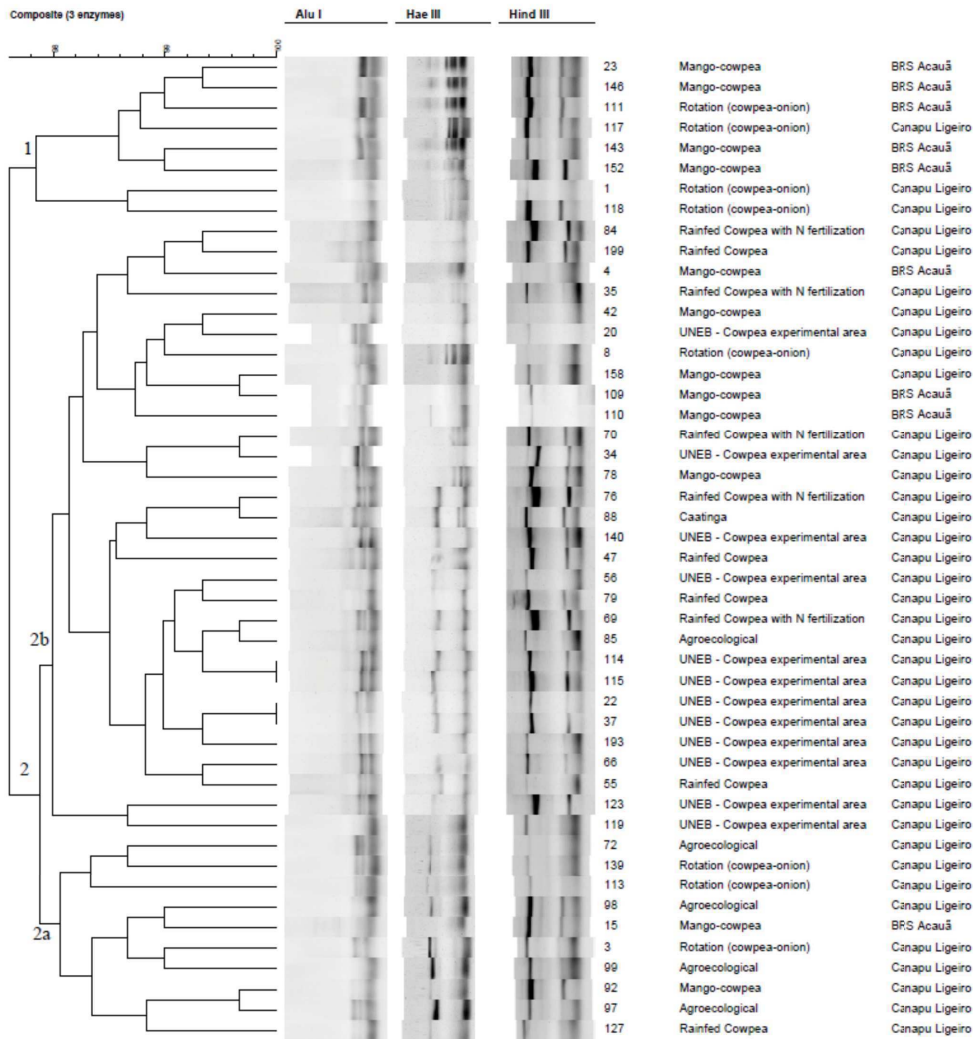 Composite (3 enzymes) Alu I Hae III Hind III
98 99 100
23 Mango-cowpea BRS Acauã
146 Mango-cowpea BRS Acauã
111 Rotation (cowpea-onion) BRS Acauã
117 Rotation (cowpea-onion) Canapu Ligeiro
143 Mango-cowpea BRS Acauã
1
152 Mango-cowpea BRS Acauã
1 Rotation (cowpea-onion) Canapu Ligeiro
118 Rotation (cowpea-onion) Canapu Ligeiro
84 Rainfed Cowpea with N fertilization Canapu Ligeiro
199 Rainfed Cowpea Canapu Ligeiro
4 Mango-cowpea BRS Acauã
35 Rainfed Cowpea with N fertilization Canapu Ligeiro
42 Mango-cowpea Canapu Ligeiro
20 UNEB - Cowpea experimental area Canapu Ligeiro
8 Rotation (cowpea-onion) Canapu Ligeiro
158 Mango-cowpea Canapu Ligeiro
109 Mango-cowpea BRS Acauã
110 Mango-cowpea BRS Acauã
70 Rainfed Cowpea with N fertilization Canapu Ligeiro
34 UNEB - Cowpea experimental area Canapu Ligeiro
78 Mango-cowpea Canapu Ligeiro
76 Rainfed Cowpea with N fertilization Canapu Ligeiro
88 Caatinga Canapu Ligeiro
140 UNEB - Cowpea experimental area Canapu Ligeiro
47 Rainfed Cowpea Canapu Ligeiro
56 UNEB - Cowpea experimental area Canapu Ligeiro
79 Rainfed Cowpea Canapu Ligeiro
69 Rainfed Cowpea with N fertilization Canapu Ligeiro
2b
85 Agroecological Canapu Ligeiro
114 UNEB - Cowpea experimental area Canapu Ligeiro
115 UNEB - Cowpea experimental area Canapu Ligeiro
22 UNEB - Cowpea experimental area Canapu Ligeiro
37 UNEB - Cowpea experimental area Canapu Ligeiro
193 UNEB - Cowpea experimental area Canapu Ligeiro
2
66 UNEB - Cowpea experimental area Canapu Ligeiro
55 Rainfed Cowpea Canapu Ligeiro
123 UNEB - Cowpea experimental area Canapu Ligeiro
119 UNEB - Cowpea experimental area Canapu Ligeiro
72 Agroecological Canapu Ligeiro
139 Rotation (cowpea-onion) Canapu Ligeiro
113 Rotation (cowpea-onion) Canapu Ligeiro
98 Agroecological Canapu Ligeiro
15 Mango-cowpea BRS Acauã
2a
3 Rotation (cowpea-onion) Canapu Ligeiro
99 Agroecological Canapu Ligeiro
92 Mango-cowpea Canapu Ligeiro
97 Agroecological Canapu Ligeiro
127 Rainfed Cowpea Canapu Ligeiro